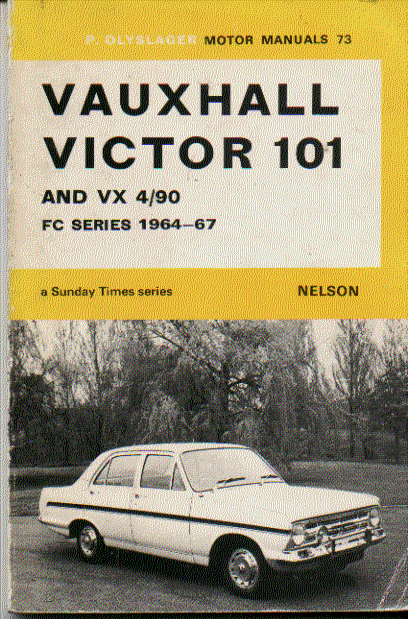 P. OLYSLAGER MOTOR MANUALS 73
VAUXHALL
VICTOR 101
AND VX 4/90
FC SERIES 1964–67
a Sunday Times series NELSON